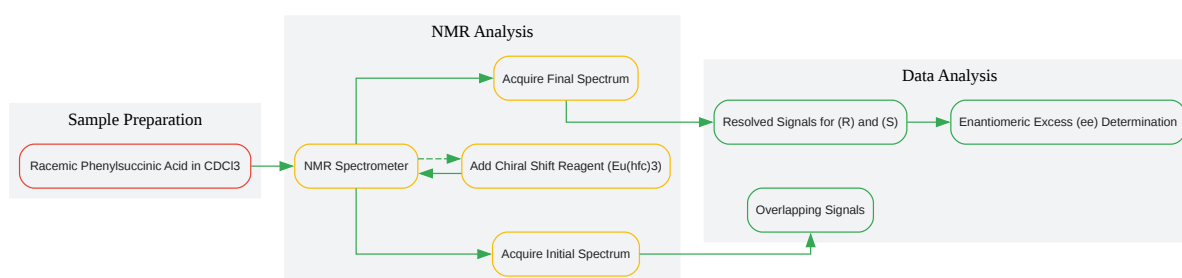 NMR Analysis
Sample Preparation
Data Analysis
Racemic Phenylsuccinic Acid in CDCl3
NMR Spectrometer
Acquire Final Spectrum
Add Chiral Shift Reagent (Eu(hfc)3)
Acquire Initial Spectrum
Resolved Signals for (R) and (S)
Enantiomeric Excess (ee) Determination
Overlapping Signals